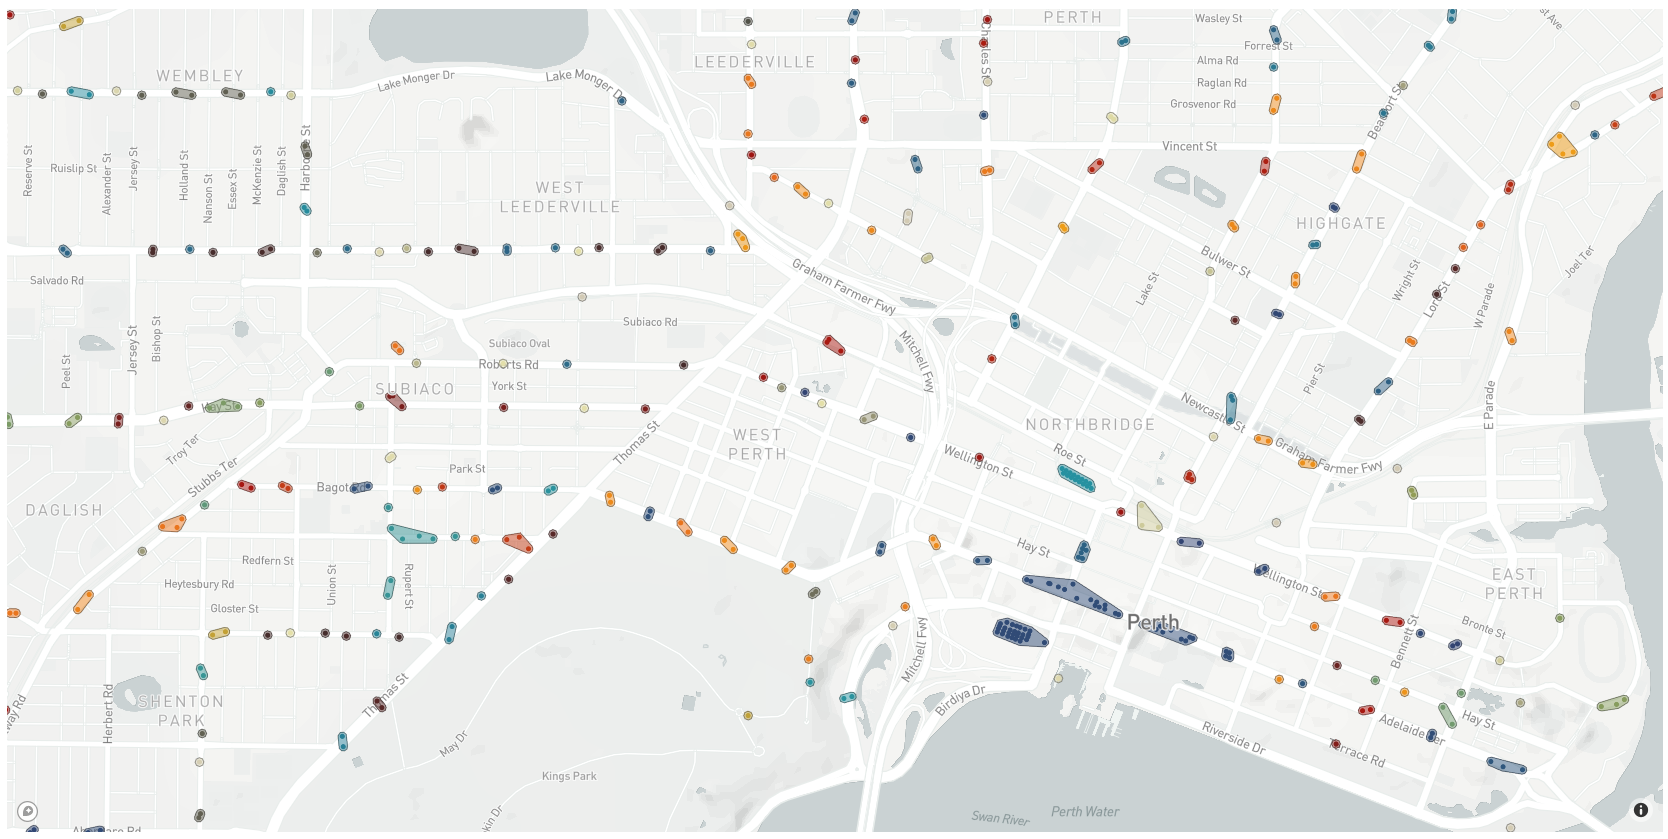 Wasley St
st Ave
PERTH
Charles St
Forrest St
LEEDERVILLE
Alma Rd
WEMBLEY
Lake Monger Dr
Lake Monger Dr
Raglan Rd
Grosvenor Rd
Beaufort St
Vincent St
Harbo St
Reserve St
Ruislip St
Alexander St
Jersey St
Holland St
Nanson St
Essex St
McKenzie St
Daglish St
WEST
LEEDERVILLE
HIGHGATE
Bulwer St
Joel Ter
Salvado Rd
Graham Farmer Fwy
Lake St
Wright St
Lord St
W Parade
Subiaco Rd
Jersey St
Bishop St
Subiaco Oval
Mitchell Fwy
Peel St
Roberts Rd
York St
SUBIACO
Pier St
E Parade
Hay St
Newcastle St
NORTHBRIDGE
WEST
PERTH
Thomas St
Troy Ter
Graham Farmer Fwy
Roe St
Wellington St
Park St
Stubbs Ter
Bagot
DAGLISH
Hay St
Redfern St
Heytesbury Rd
Union St
Rupert St
Wellington St
EAST
PERTH
Gloster St
Perth
Bronte St
Bennett St
Mitchell Fwy
Thomas St
Birdiya Dr
SHENTON
PARK
Herbert Rd
way Rd
Hay St
Adelaide Ter
Riverside Dr
Terrace Rd
May Dr
Kings Park
kin Dr
Swan River
Perth Water